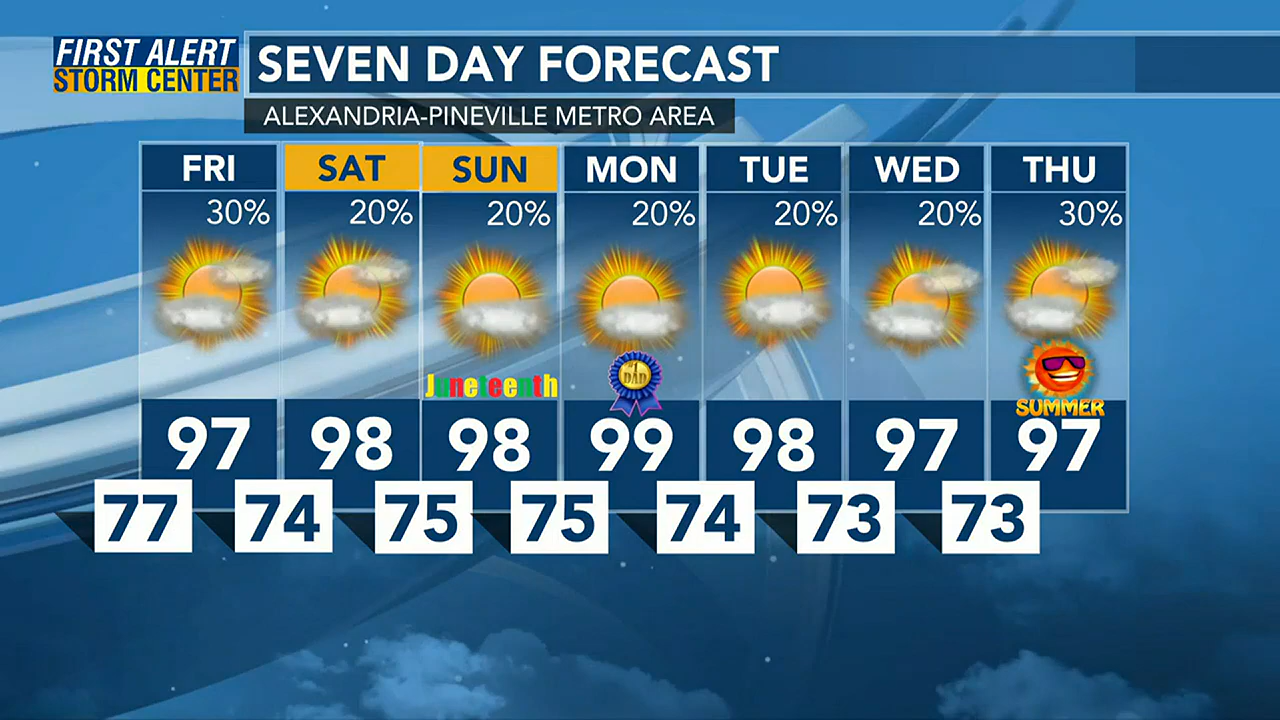 FIRST ALERT
STORM CENTER
SEVEN DAY FORECAST
ALEXANDRIA-PINEVILLE METRO AREA
FRI SAT SUN MON TUE WED THU
30% 20% 20% 20% 20% 20% 30%
#1
DAD
Juneteenth
SUMMER
97 98 98 99 98 97 97
77 74 75 75 74 73 73